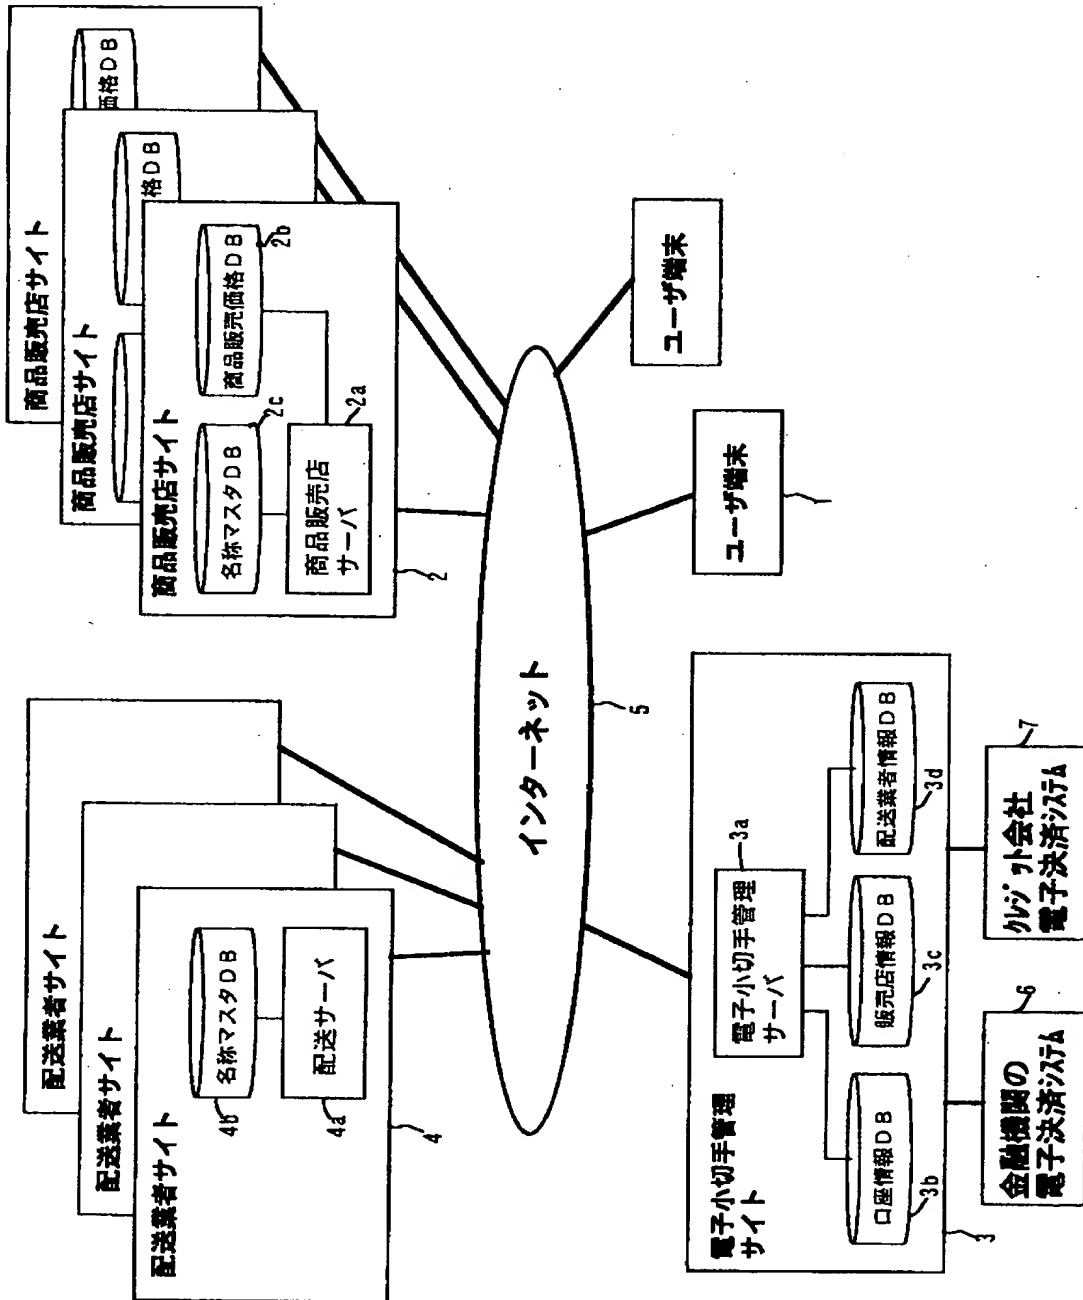 配送業者サイト
配送業者サイト
配送業者サイト
名称マスタDB
4b
配送サーバ
4a
4
商品販売店サイト
価格DB
商品販売店サイト
格DB
商品販売店サイト
名称マスタDB
2c
商品販売価格DB
2b
商品販売店
サーバ
2a
2
インターネット
5
電子小切手管理
サイト
電子小切手管理
サーバ
3a
口座情報DB
3b
販売店情報DB
3c
配送業者情報DB
3d
3
ユーザ端末
1
ユーザ端末
金融機関の
電子決済システム
6
クレジット会社
電子決済システム
7